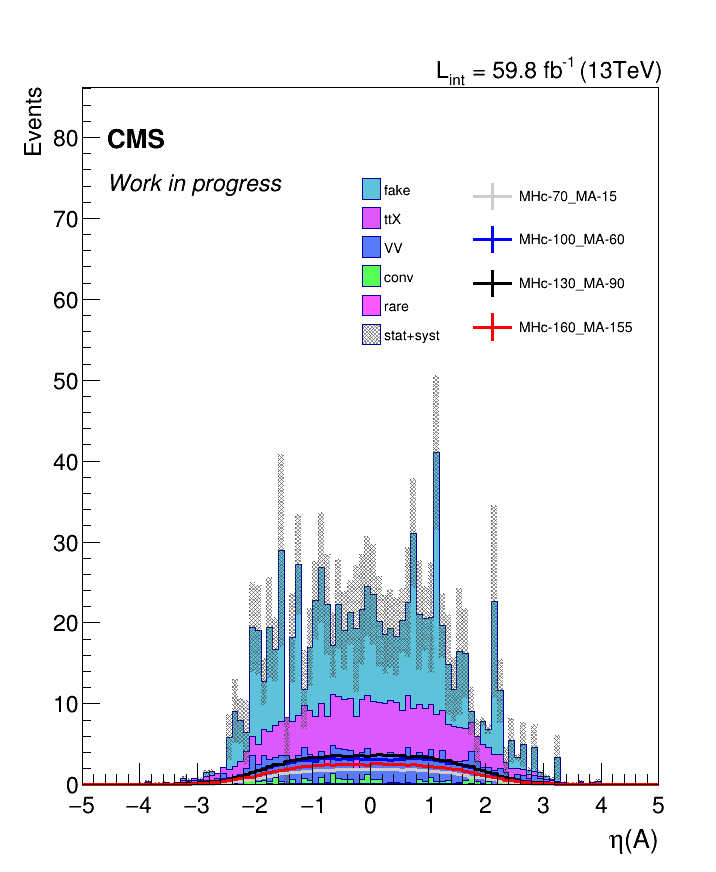 L_int = 59.8 fb^-1 (13TeV)
Events
CMS
Work in progress
fake
ttX
VV
conv
rare
stat+syst
MHc-70_MA-15
MHc-100_MA-60
MHc-130_MA-90
MHc-160_MA-155
80
70
60
50
40
30
20
10
0
−5 −4 −3 −2 −1 0 1 2 3 4 5
η(A)